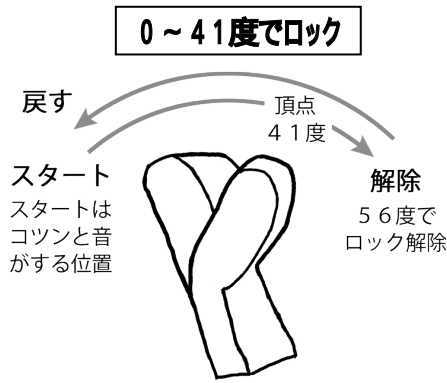 0～41度でロック
戻す
頂点
４１度
スタート
スタートは
コツンと音
がする位置
解除
５６度で
ロック解除